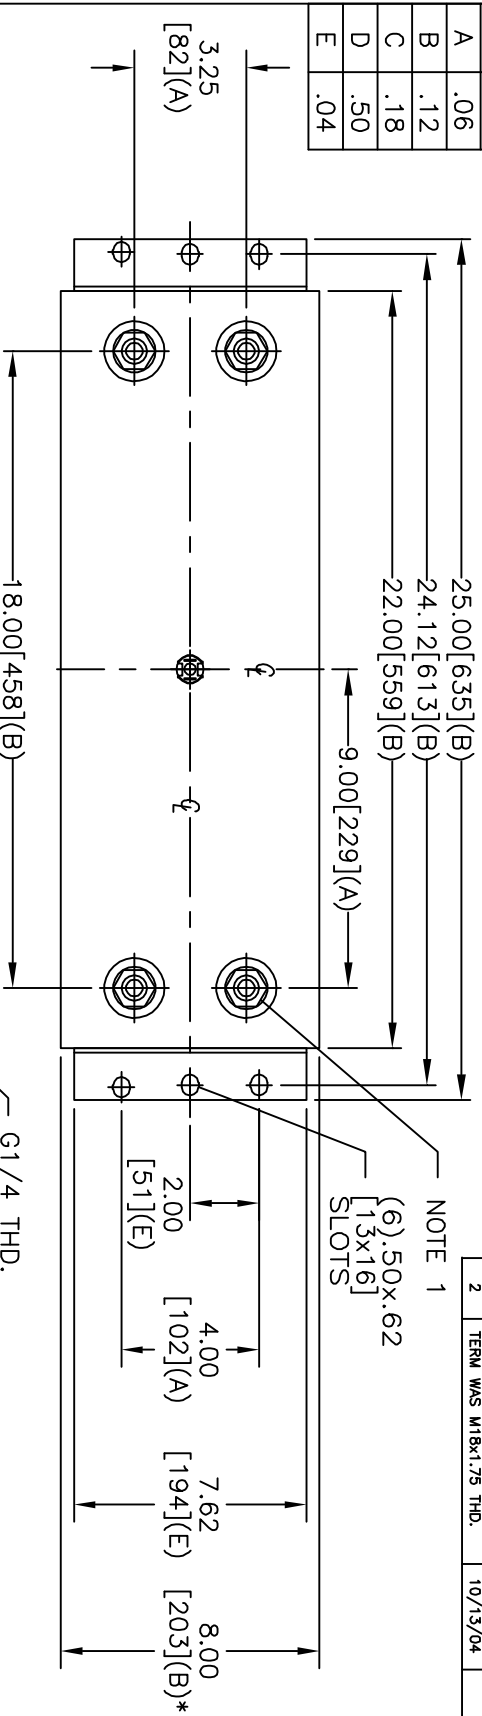 2 TERM WAS M18x1.75 THD. 10/13/04
A .06
B .12
C .18
D .50
E .04
25.00[635](B)
24.12[613](B)
22.00[559](B)
9.00[229](A)
3.25
[82](A)
18.00[458](B)
NOTE 1
(6).50x.62
[13x16]
SLOTS
2.00
[51](E)
4.00
[102](A)
7.62
[194](E)
8.00
[203](B)*
G1/4 THD.
CL
CL